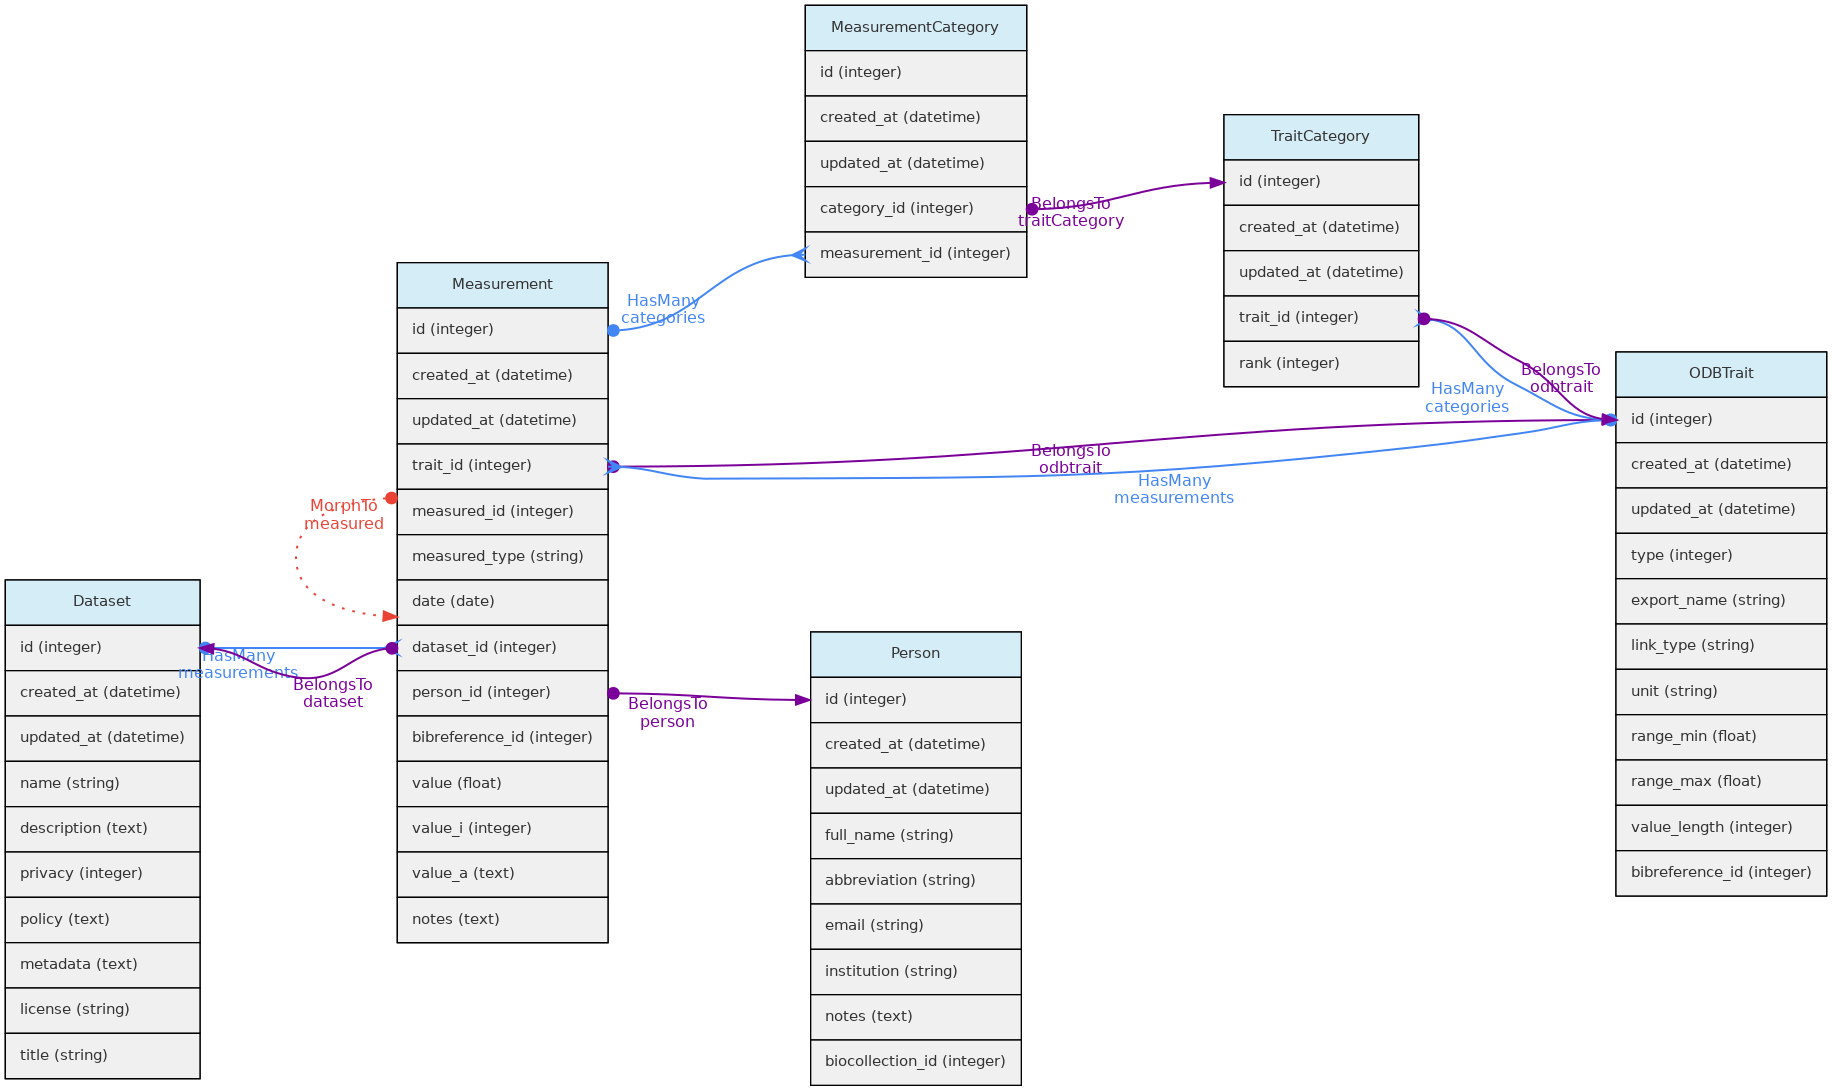 MeasurementCategory
id (integer)
created_at (datetime)
updated_at (datetime)
category_id (integer)
measurement_id (integer)
TraitCategory
id (integer)
created_at (datetime)
updated_at (datetime)
trait_id (integer)
rank (integer)
BelongsTo
traitCategory
Measurement
id (integer)
created_at (datetime)
updated_at (datetime)
trait_id (integer)
measured_id (integer)
measured_type (string)
date (date)
dataset_id (integer)
person_id (integer)
bibreference_id (integer)
value (float)
value_i (integer)
value_a (text)
notes (text)
HasMany
categories
ODBTrait
id (integer)
created_at (datetime)
updated_at (datetime)
type (integer)
export_name (string)
link_type (string)
unit (string)
range_min (float)
range_max (float)
value_length (integer)
bibreference_id (integer)
BelongsTo
odbtrait
HasMany
categories
BelongsTo
odbtrait
HasMany
measurements
MorphTo
measured
Dataset
id (integer)
created_at (datetime)
updated_at (datetime)
name (string)
description (text)
privacy (integer)
policy (text)
metadata (text)
license (string)
title (string)
HasMany
measurements
BelongsTo
dataset
BelongsTo
person
Person
id (integer)
created_at (datetime)
updated_at (datetime)
full_name (string)
abbreviation (string)
email (string)
institution (string)
notes (text)
biocollection_id (integer)